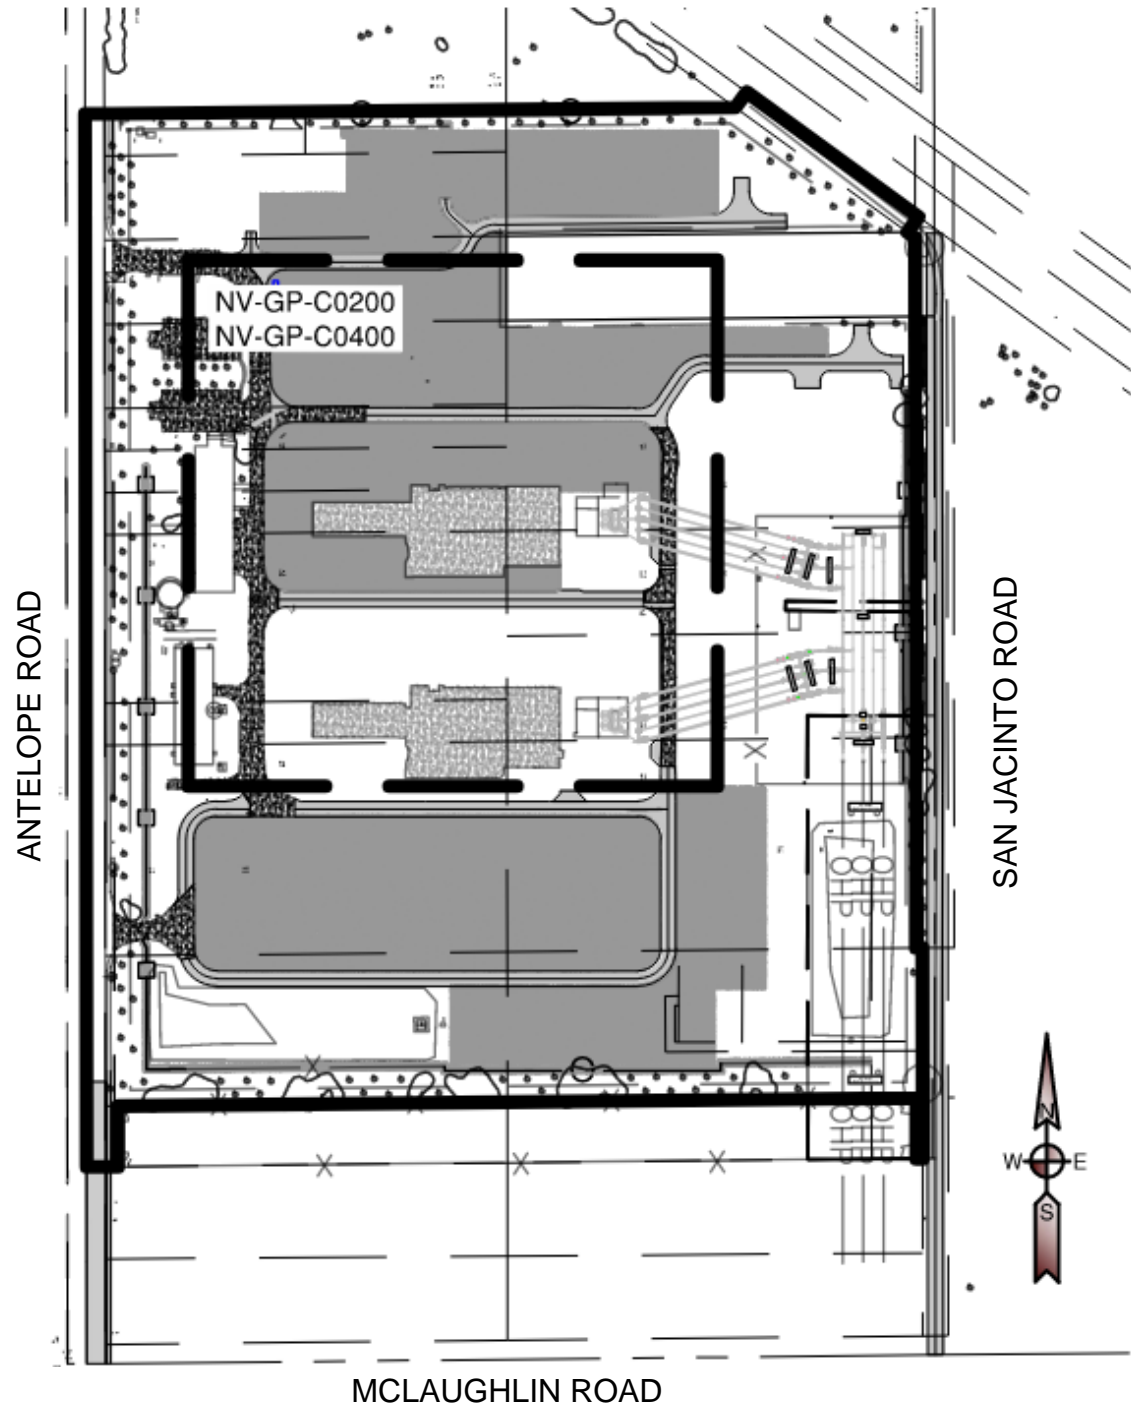 NV-GP-C0200
NV-GP-C0400
ANTELOPE ROAD
SAN JACINTO ROAD
N
W E
S
MCLAUGHLIN ROAD